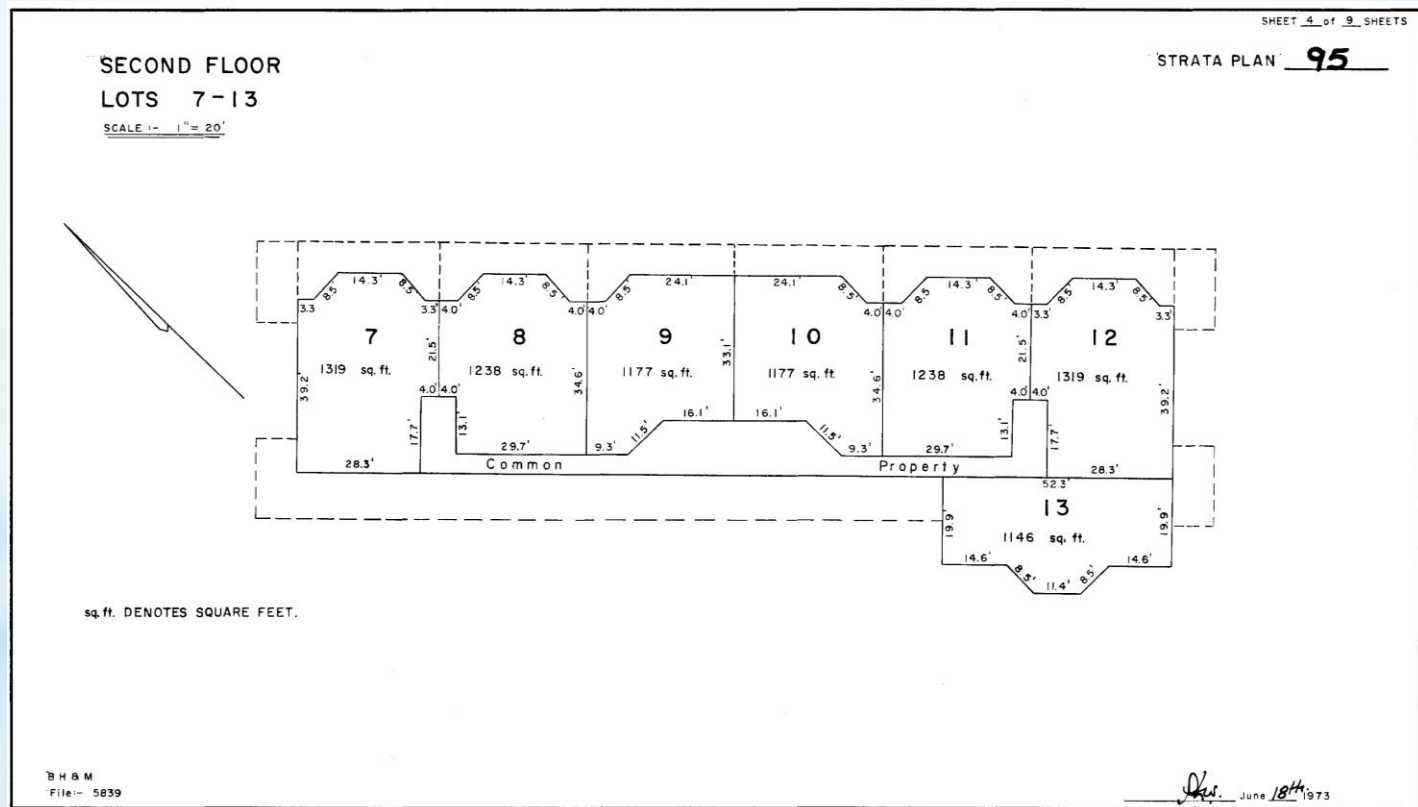 SHEET 4 of 9 SHEETS
SECOND FLOOR
STRATA PLAN 95
LOTS 7-13
SCALE :- 1" = 20'
14.3' 14.3' 24.1' 24.1' 14.3' 14.3'
8.5' 8.5' 8.5' 8.5' 8.5' 8.5' 8.5' 8.5' 8.5' 8.5'
3.3 3.3' 4.0' 4.0' 4.0' 4.0' 4.0' 4.0' 3.3' 3.3'
7 8 9 10 11 12
1319 sq. ft. 1238 sq. ft. 1177 sq. ft. 1177 sq. ft. 1238 sq. ft. 1319 sq. ft.
39.2' 21.5' 34.6' 33.1' 34.6' 21.5' 39.2'
4.0' 4.0' 4.0' 4.0'
17.7' 13.1' 16.1' 16.1' 13.1' 17.7'
11.5' 11.5'
28.3' 29.7' 9.3' 9.3' 29.7' 28.3'
Common Property
52.3'
13
19.9' 19.9'
1146 sq. ft.
14.6' 8.5' 11.4' 8.5' 14.6'
sq. ft. DENOTES SQUARE FEET.
B H & M
File:- 5839
June 18th, 1973